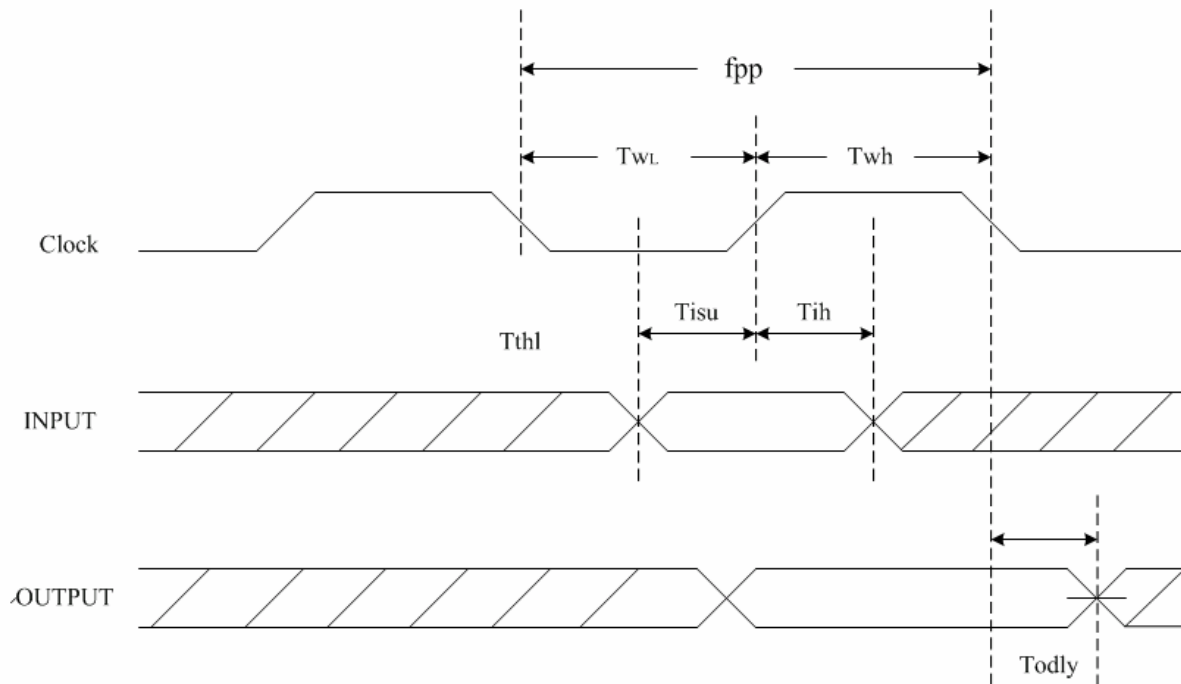 fpp
TWL Twh
Clock
Tisu Tih
Tthl
INPUT
OUTPUT
Todly